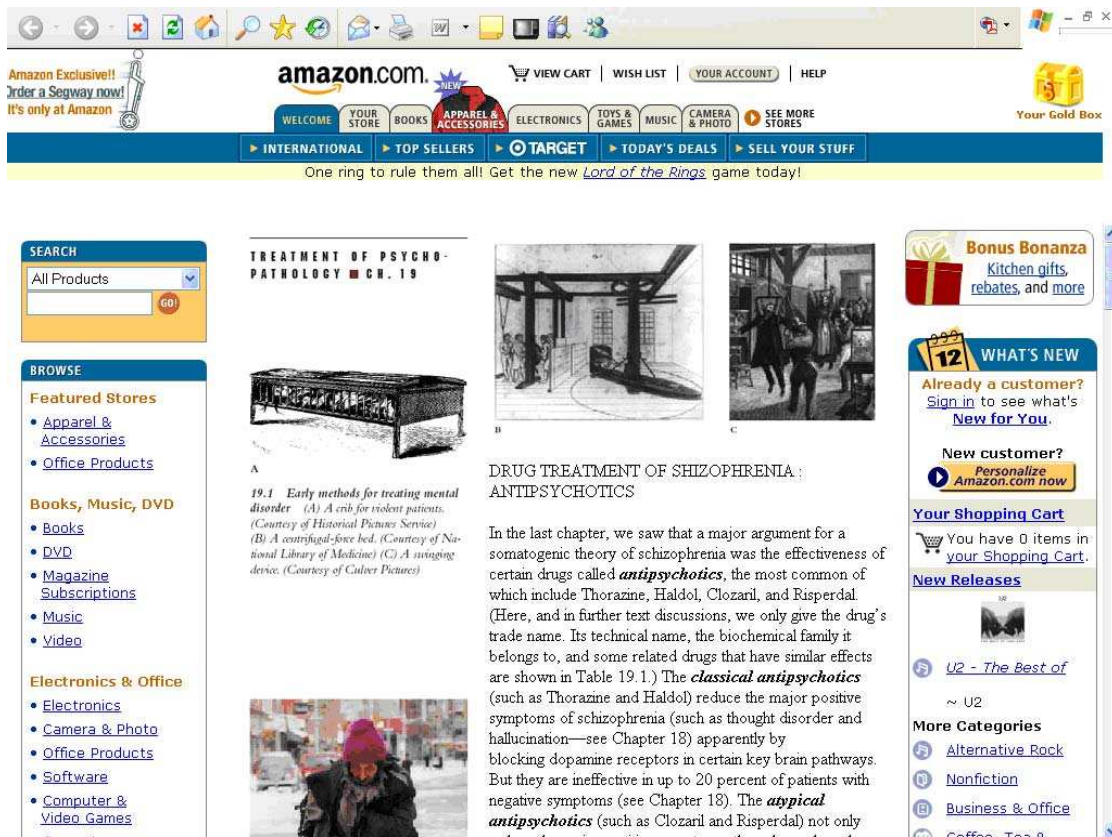 Amazon Exclusive!!
Order a Segway now!
It's only at Amazon
amazon.com.
NEW
VIEW CART | WISH LIST | YOUR ACCOUNT | HELP
WELCOME
YOUR STORE
BOOKS
APPAREL & ACCESSORIES
ELECTRONICS
TOYS & GAMES
MUSIC
CAMERA & PHOTO
SEE MORE STORES
Your Gold Box
INTERNATIONAL
TOP SELLERS
TARGET
TODAY'S DEALS
SELL YOUR STUFF
One ring to rule them all! Get the new Lord of the Rings game today!
SEARCH
All Products
GO!
BROWSE
Featured Stores
• Apparel &
Accessories
• Office Products
Books, Music, DVD
• Books
• DVD
• Magazine
Subscriptions
• Music
• Video
Electronics & Office
• Electronics
• Camera & Photo
• Office Products
• Software
• Computer &
Video Games
TREATMENT OF PSYCHO-
PATHOLOGY ■ CH. 19
A
B
C
19.1 Early methods for treating mental
disorder (A) A crib for violent patients.
(Courtesy of Historical Pictures Service)
(B) A centrifugal-force bed. (Courtesy of Na-
tional Library of Medicine) (C) A swinging
device. (Courtesy of Culver Pictures)
DRUG TREATMENT OF SHIZOPHRENIA :
ANTIPSYCHOTICS
In the last chapter, we saw that a major argument for a
somatogenic theory of schizophrenia was the effectiveness of
certain drugs called antipsychotics, the most common of
which include Thorazine, Haldol, Clozaril, and Risperdal.
(Here, and in further text discussions, we only give the drug's
trade name. Its technical name, the biochemical family it
belongs to, and some related drugs that have similar effects
are shown in Table 19.1.) The classical antipsychotics
(such as Thorazine and Haldol) reduce the major positive
symptoms of schizophrenia (such as thought disorder and
hallucination—see Chapter 18) apparently by
blocking dopamine receptors in certain key brain pathways.
But they are ineffective in up to 20 percent of patients with
negative symptoms (see Chapter 18). The atypical
antipsychotics (such as Clozaril and Risperdal) not only
Bonus Bonanza
Kitchen gifts,
rebates, and more
12
WHAT'S NEW
Already a customer?
Sign in to see what's
New for You.
New customer?
Personalize
Amazon.com now
Your Shopping Cart
You have 0 items in
your Shopping Cart.
New Releases
U2 - The Best of
~ U2
More Categories
Alternative Rock
Nonfiction
Business & Office